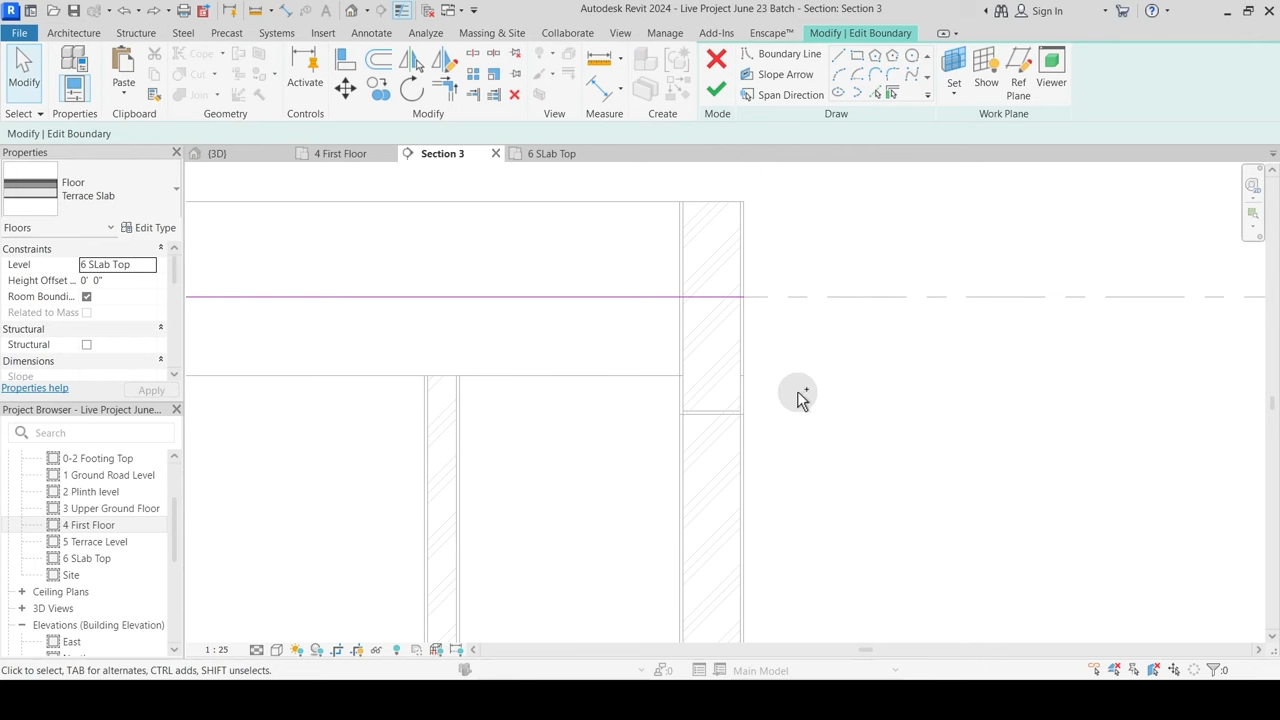 Autodesk Revit 2024 - Live Project June 23 Batch - Section: Section 3
Sign In
File Architecture Structure Steel Precast Systems Insert Annotate Analyze Massing & Site Collaborate View Manage Add-Ins Enscape™ Modify | Edit Boundary
Modify
Paste
Cope
Cut
Join
Activate
Boundary Line
Slope Arrow
Span Direction
Set Show Ref Plane Viewer
Select Properties Clipboard Geometry Controls Modify View Measure Create Mode Draw Work Plane
Modify | Edit Boundary
Properties
{3D} 4 First Floor Section 3 6 SLab Top
Floor
Terrace Slab
Floors Edit Type
Constraints
Level 6 SLab Top
Height Offset ... 0' 0"
Room Boundi...
Related to Mass
Structural
Structural
Dimensions
Slope
Properties help Apply
Project Browser - Live Project June...
Search
0-2 Footing Top
1 Ground Road Level
2 Plinth level
3 Upper Ground Floor
4 First Floor
5 Terrace Level
6 SLab Top
Site
Ceiling Plans
3D Views
Elevations (Building Elevation)
East
1 : 25
Click to select, TAB for alternates, CTRL adds, SHIFT unselects.
:0
Main Model
:0